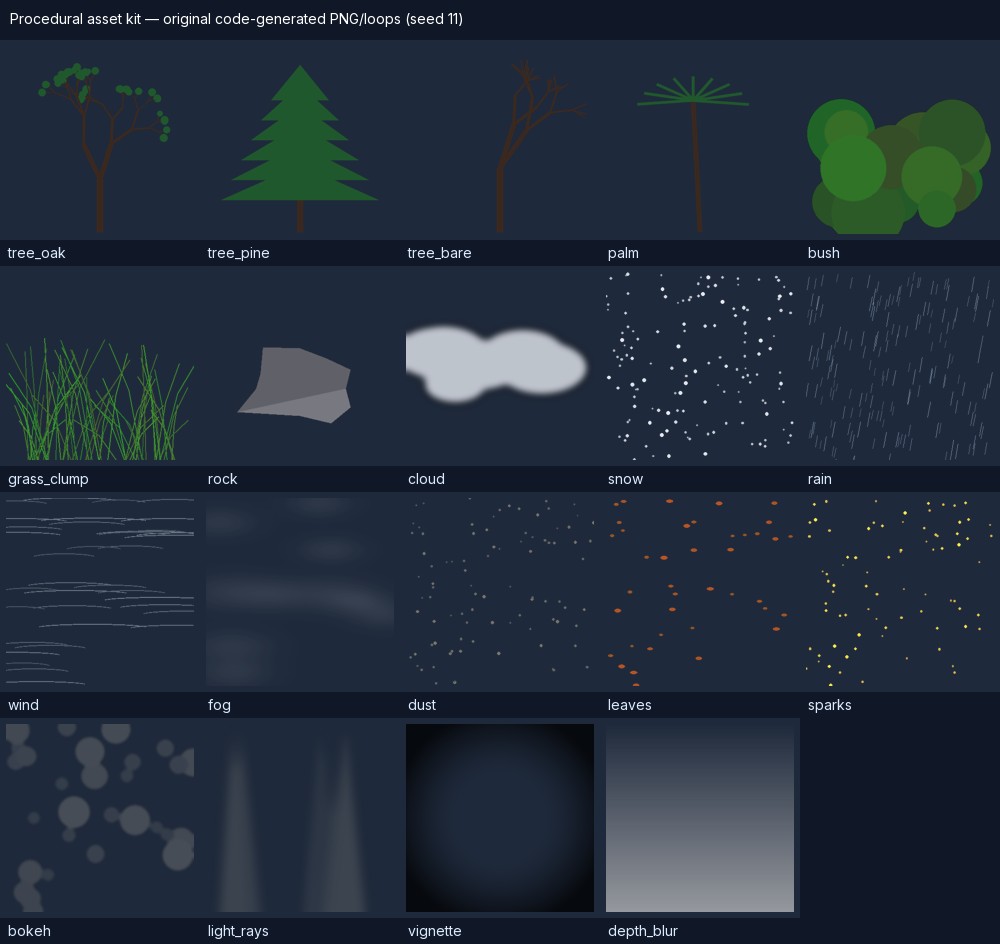 Procedural asset kit — original code-generated PNG/loops (seed 11)
tree_oak
tree_pine
tree_bare
palm
bush
grass_clump
rock
cloud
snow
rain
wind
fog
dust
leaves
sparks
bokeh
light_rays
vignette
depth_blur